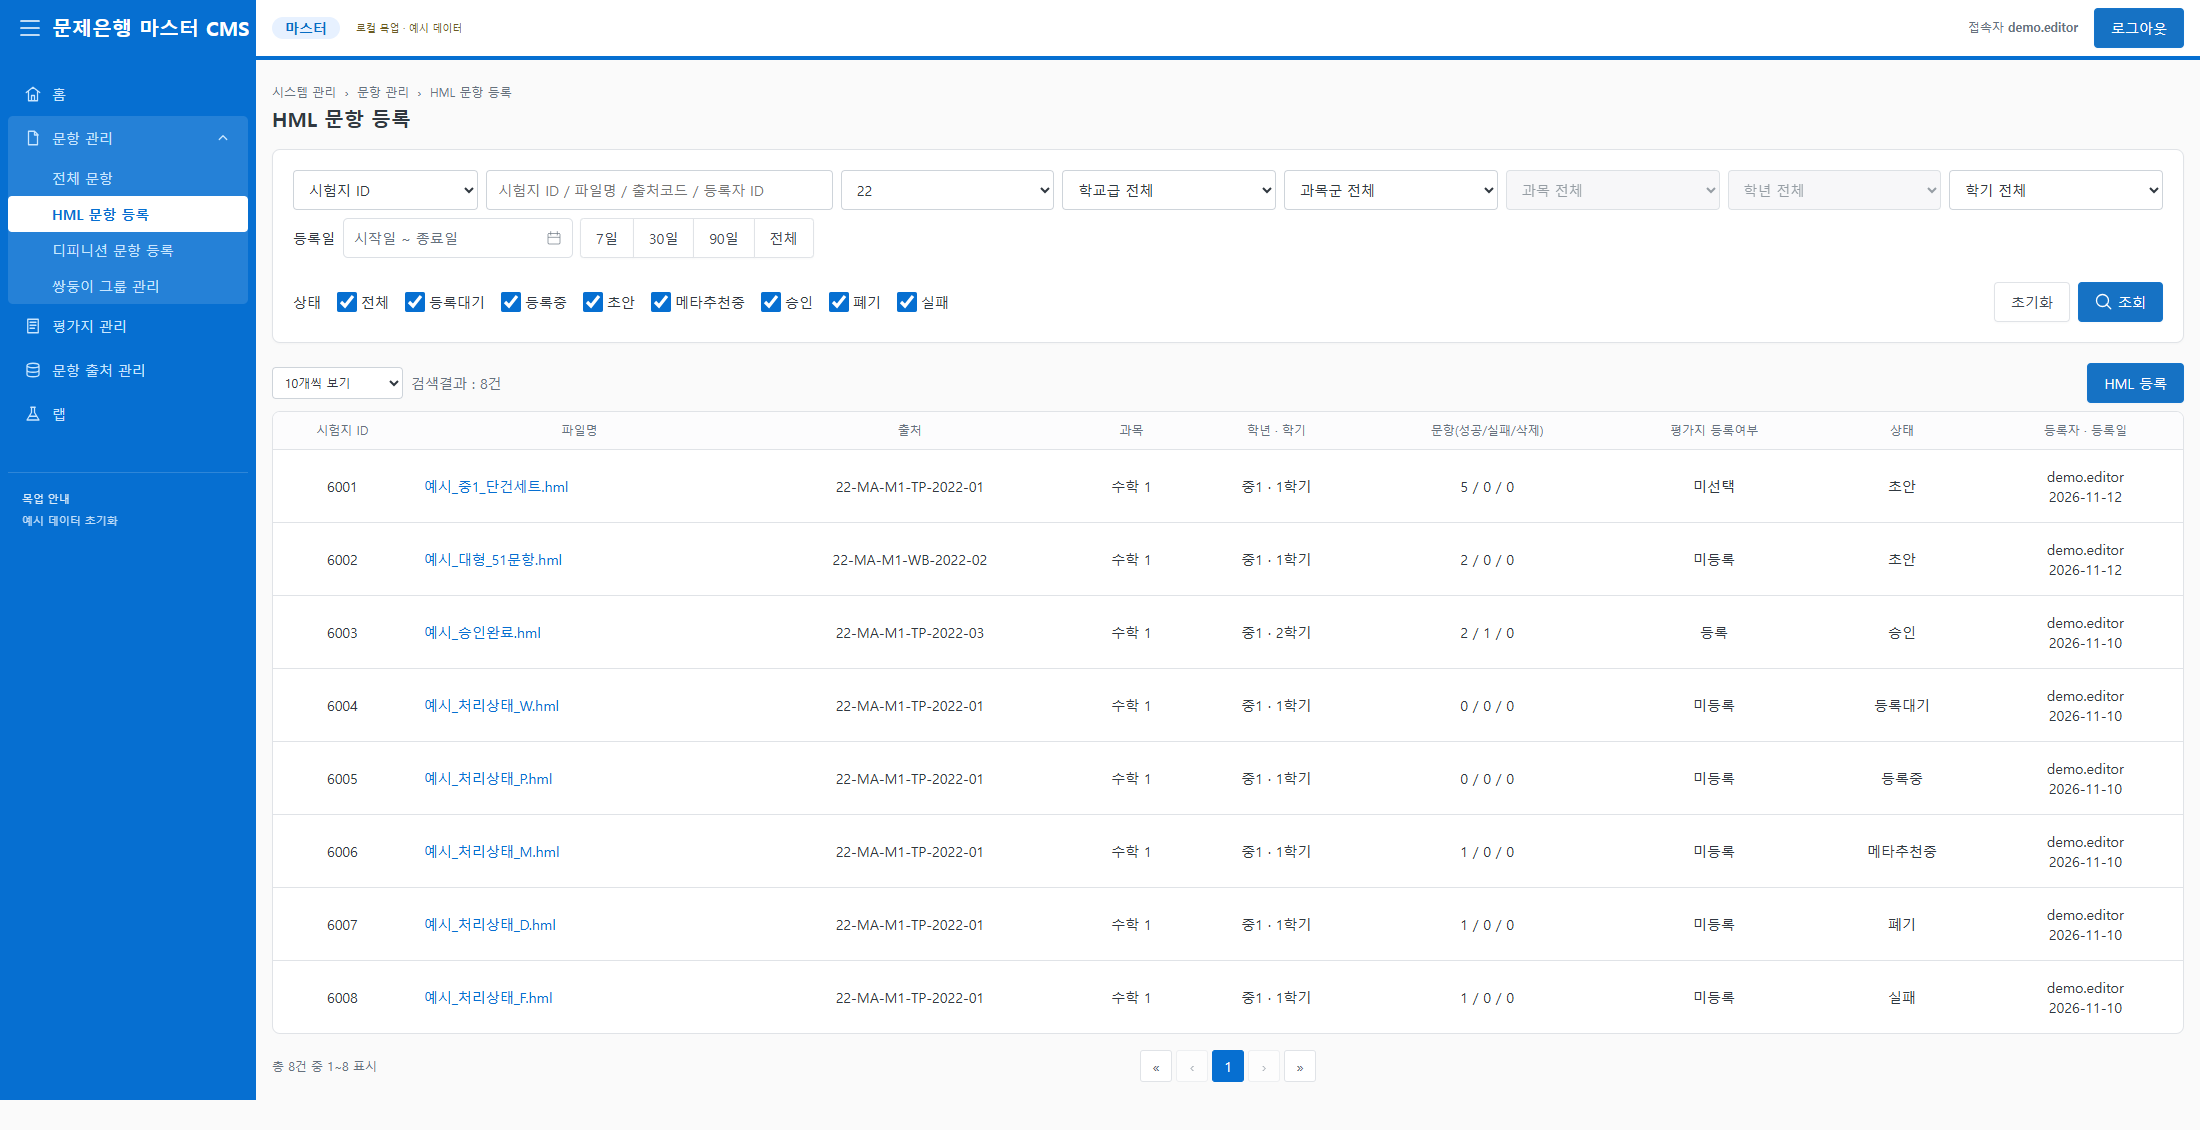 문제은행 마스터 CMS
마스터 로컬 목업 · 예시 데이터 접속자 demo.editor 로그아웃
홈
문항 관리
전체 문항
HML 문항 등록
디피니션 문항 등록
쌍둥이 그룹 관리
평가지 관리
문항 출처 관리
랩
목업 안내
예시 데이터 초기화
시스템 관리 › 문항 관리 › HML 문항 등록
HML 문항 등록
시험지 ID 시험지 ID / 파일명 / 출처코드 / 등록자 ID 22 학교급 전체 과목군 전체 과목 전체 학년 전체 학기 전체
등록일 시작일 ~ 종료일 7일 30일 90일 전체
상태 전체 등록대기 등록중 초안 메타추천중 승인 폐기 실패 초기화 조회
10개씩 보기 검색결과 : 8건 HML 등록
시험지 ID 파일명 출처 과목 학년 · 학기 문항(성공/실패/삭제) 평가지 등록여부 상태 등록자 · 등록일
6001 예시_중1_단건세트.hml 22-MA-M1-TP-2022-01 수학 1 중1 · 1학기 5 / 0 / 0 미선택 초안 demo.editor
2026-11-12
6002 예시_대형_51문항.hml 22-MA-M1-WB-2022-02 수학 1 중1 · 1학기 2 / 0 / 0 미등록 초안 demo.editor
2026-11-12
6003 예시_승인완료.hml 22-MA-M1-TP-2022-03 수학 1 중1 · 2학기 2 / 1 / 0 등록 승인 demo.editor
2026-11-10
6004 예시_처리상태_W.hml 22-MA-M1-TP-2022-01 수학 1 중1 · 1학기 0 / 0 / 0 미등록 등록대기 demo.editor
2026-11-10
6005 예시_처리상태_P.hml 22-MA-M1-TP-2022-01 수학 1 중1 · 1학기 0 / 0 / 0 미등록 등록중 demo.editor
2026-11-10
6006 예시_처리상태_M.hml 22-MA-M1-TP-2022-01 수학 1 중1 · 1학기 1 / 0 / 0 미등록 메타추천중 demo.editor
2026-11-10
6007 예시_처리상태_D.hml 22-MA-M1-TP-2022-01 수학 1 중1 · 1학기 1 / 0 / 0 미등록 폐기 demo.editor
2026-11-10
6008 예시_처리상태_F.hml 22-MA-M1-TP-2022-01 수학 1 중1 · 1학기 1 / 0 / 0 미등록 실패 demo.editor
2026-11-10
총 8건 중 1~8 표시 « ‹ 1 › »